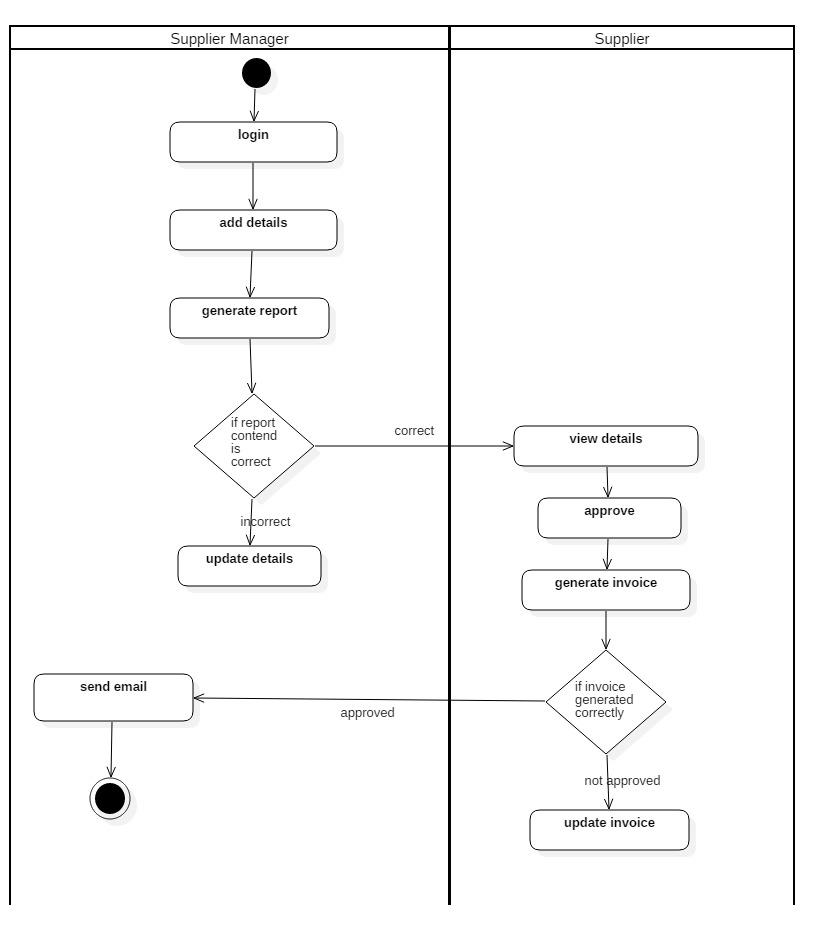 Supplier Manager
Supplier
login
add details
generate report
if report
contend
is
correct
correct
view details
approve
incorrect
update details
generate invoice
send email
if invoice
generated
correctly
approved
not approved
update invoice